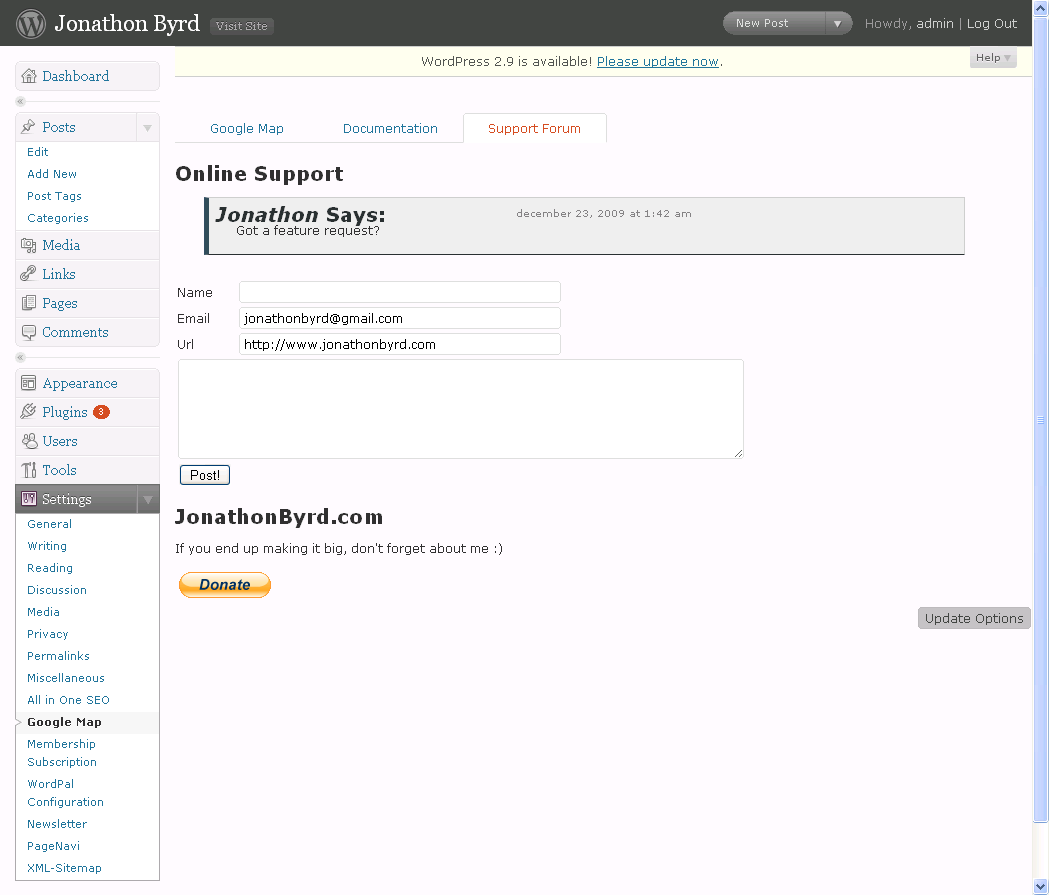 Jonathon Byrd Visit Site New Post Howdy, admin | Log Out
WordPress 2.9 is available! Please update now.
Help
Dashboard
Posts
Edit
Add New
Post Tags
Categories
Media
Links
Pages
Comments
Appearance
Plugins 3
Users
Tools
Settings
General
Writing
Reading
Discussion
Media
Privacy
Permalinks
Miscellaneous
All in One SEO
Google Map
Membership
Subscription
WordPal
Configuration
Newsletter
PageNavi
XML-Sitemap
Google Map Documentation Support Forum
Online Support
Jonathon Says: december 23, 2009 at 1:42 am
Got a feature request?
Name
Email jonathonbyrd@gmail.com
Url http://www.jonathonbyrd.com
Post!
JonathonByrd.com
If you end up making it big, don't forget about me :)
Donate
Update Options